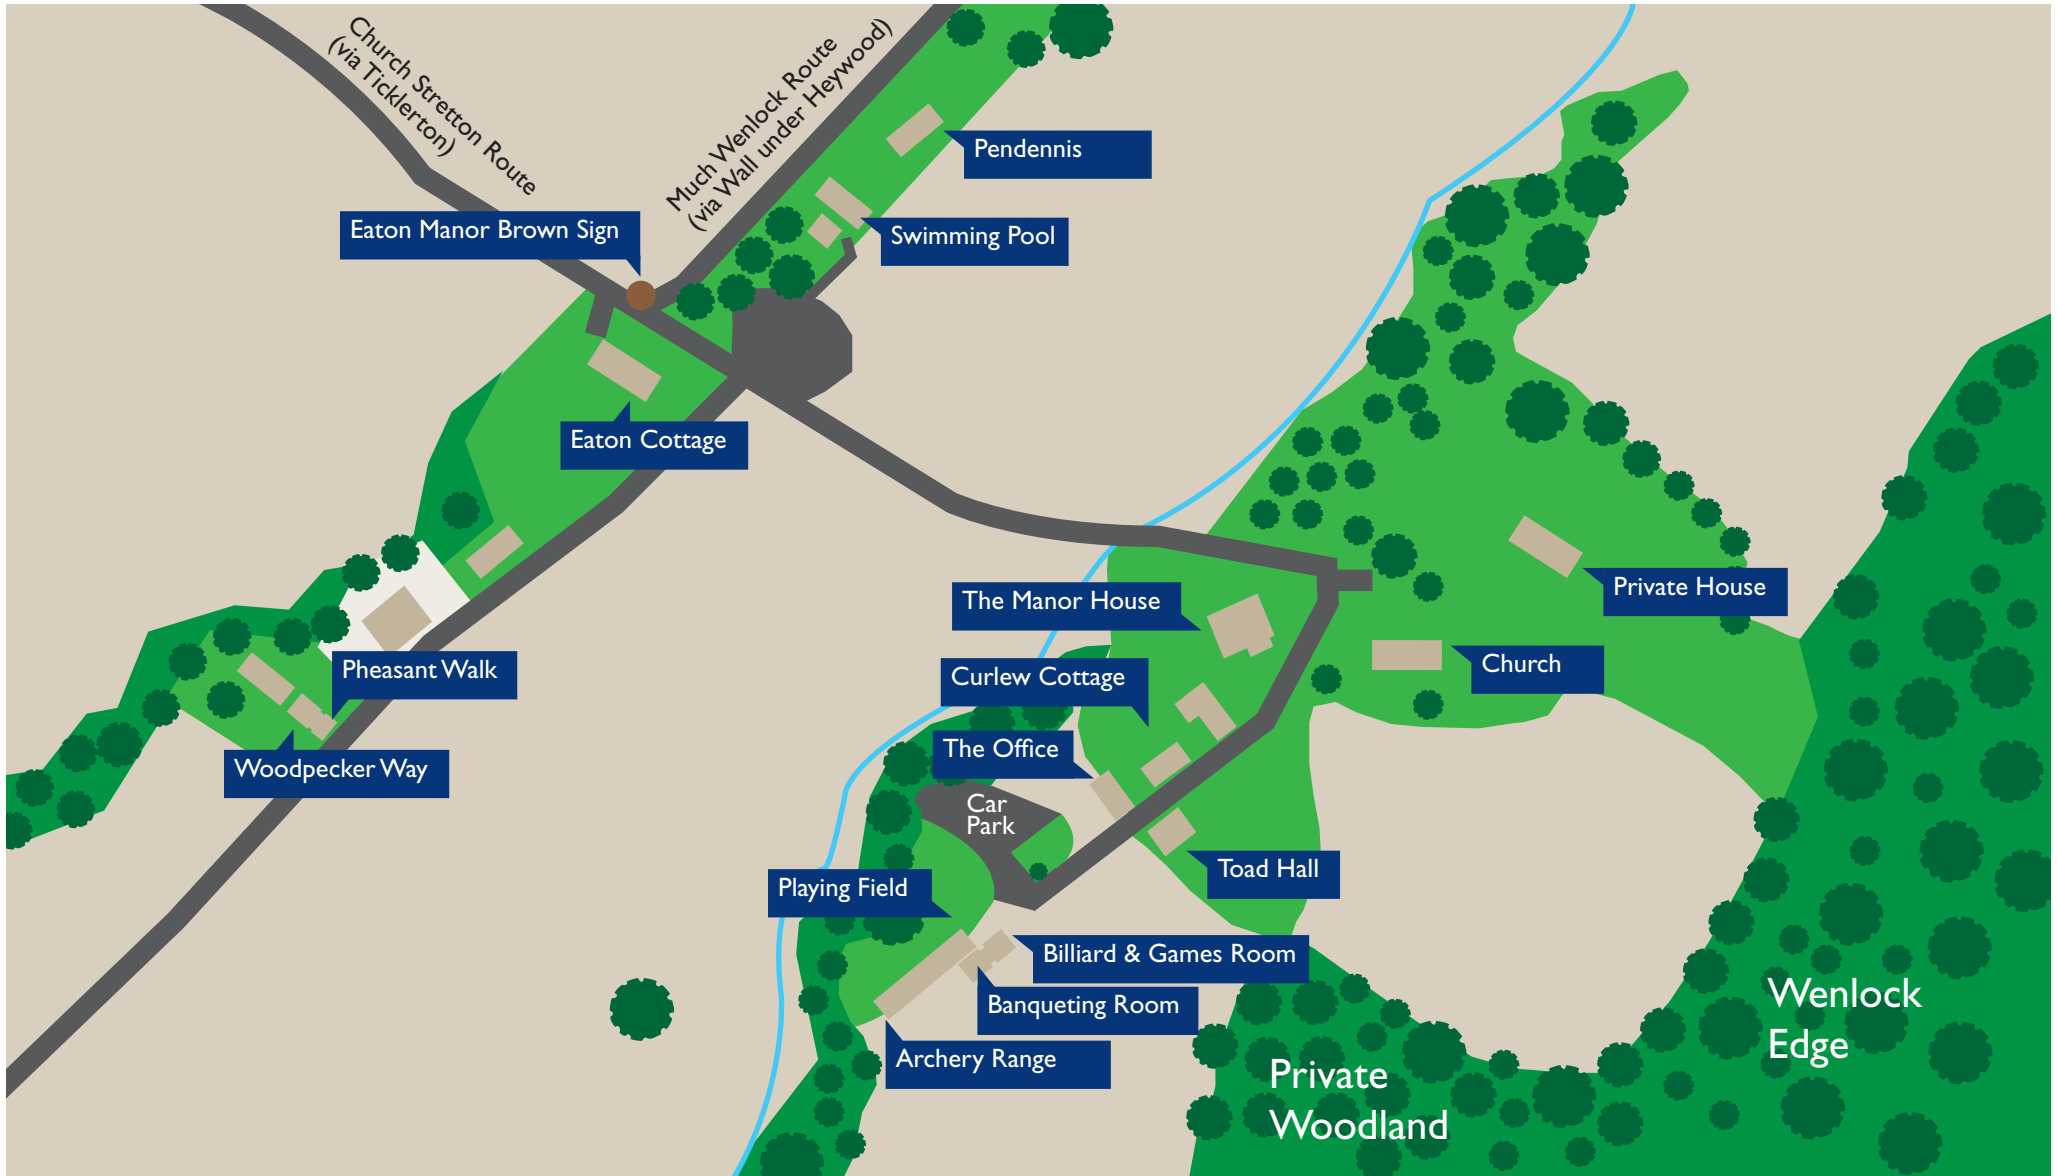 Church Stretton Route
(via Ticklerton)
Much Wenlock Route
(via Wall under Heywood)
Pendennis
Eaton Manor Brown Sign
Swimming Pool
Eaton Cottage
Private House
The Manor House
Church
Pheasant Walk
Curlew Cottage
The Office
Woodpecker Way
Car
Park
Toad Hall
Playing Field
Billiard & Games Room
Banqueting Room
Archery Range
Wenlock
Edge
Private
Woodland